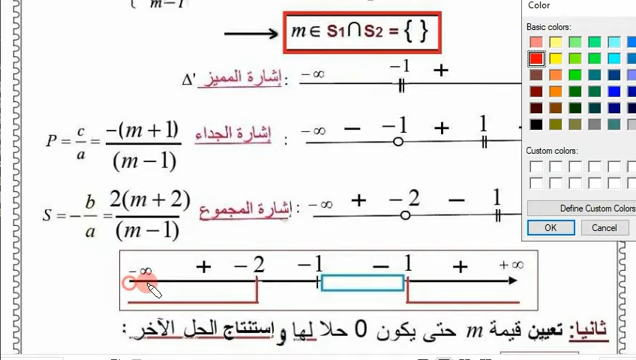 m−1
Color
Basic colors:
m ∈ S1 ∩ S2 = { }
Δ' إشارة المميز : −∞ −1 +
P = c/a = −(m+1)/(m−1) إشارة الجداء : −∞ − −1 + 1
S = −b/a = 2(m+2)/(m−1) إشارة المجموع : −∞ + −2 − 1
Custom colors:
Define Custom Colors
OK Cancel
−∞ + −2 −1 − 1 + +∞
ثانيا: تعيين قيمة m حتى يكون 0 حلا لها و إستنتاج الحل الآخر :